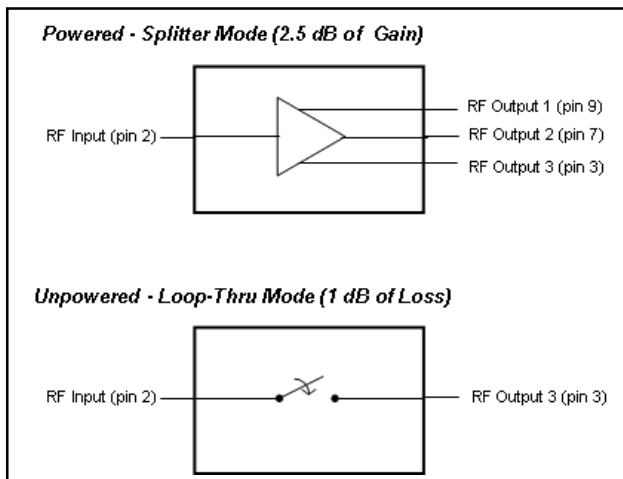 Powered - Splitter Mode (2.5 dB of Gain)
RF Output 1 (pin 9)
RF Input (pin 2)
RF Output 2 (pin 7)
RF Output 3 (pin 3)
Unpowered - Loop-Thru Mode (1 dB of Loss)
RF Input (pin 2)
RF Output 3 (pin 3)